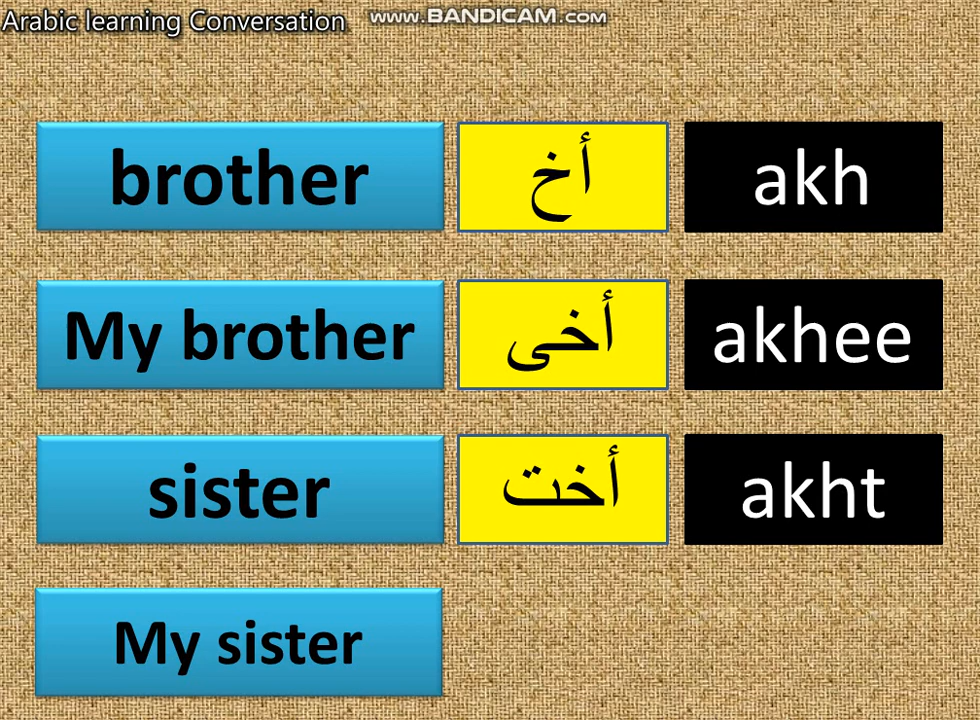 Arabic learning Conversation
www.BANDICAM.com
brother أخ akh
My brother أخى akhee
sister أخت akht
My sister